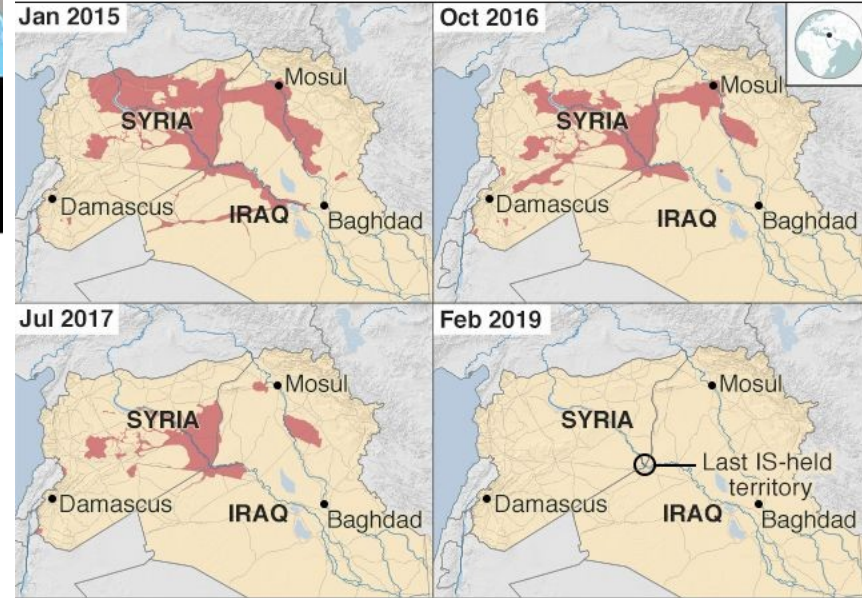 Jan 2015
Mosul
SYRIA
Damascus
IRAQ
Baghdad
Oct 2016
Mosul
SYRIA
Damascus
IRAQ
Baghdad
Jul 2017
Mosul
SYRIA
Damascus
IRAQ
Baghdad
Feb 2019
Mosul
SYRIA
Last IS-held
territory
Damascus
IRAQ
Baghdad